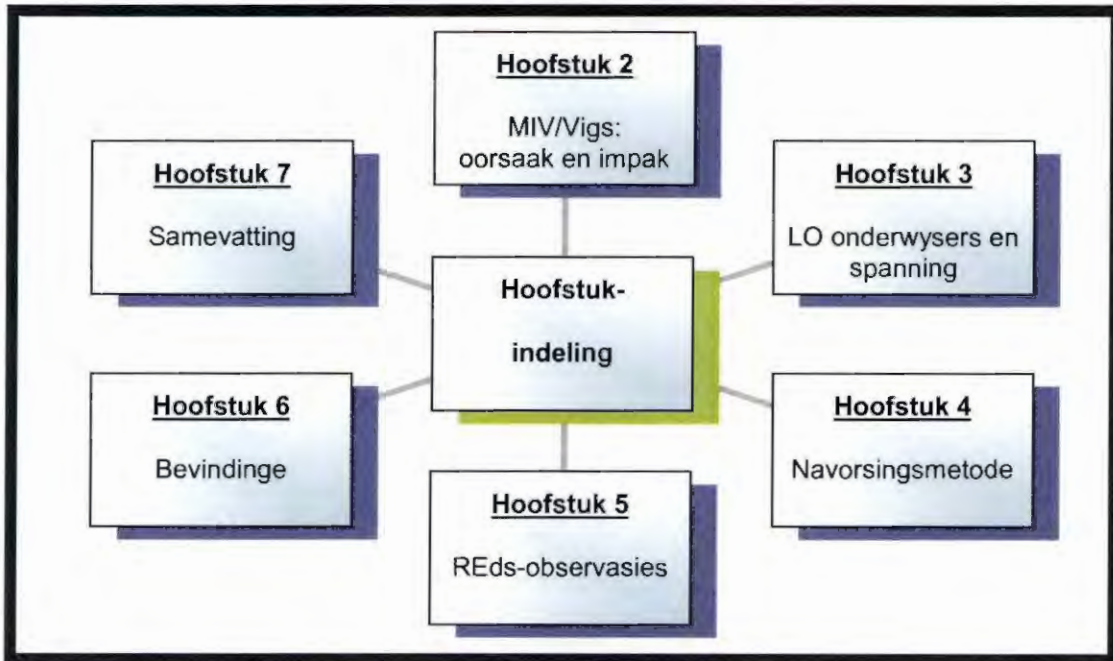 Hoofstuk 2
MIV/Vigs:
oorsaak en impak
Hoofstuk 7
Samevatting
Hoofstuk 3
LO onderwysers en
spanning
Hoofstuk-
indeling
Hoofstuk 6
Bevindinge
Hoofstuk 4
Navorsingsmetode
Hoofstuk 5
REds-observasies